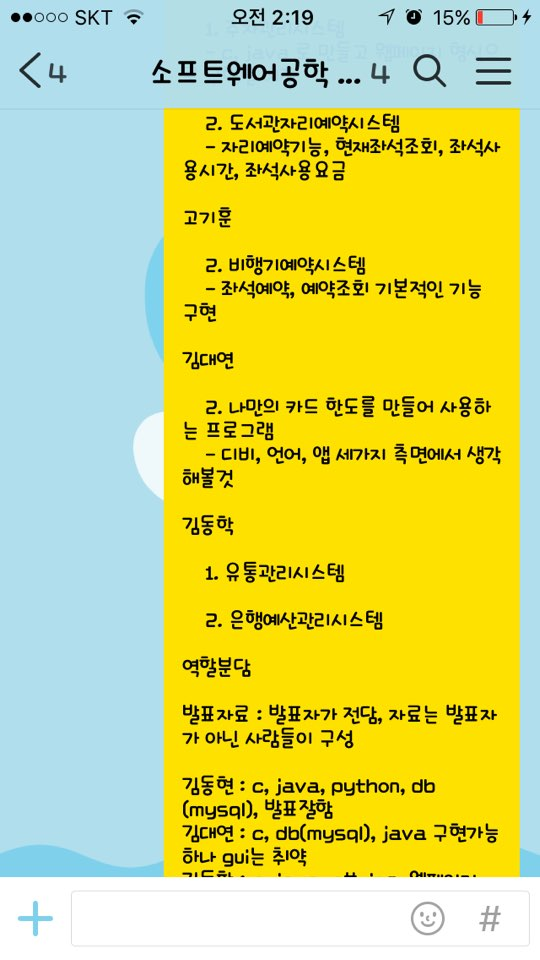 SKT 오전 2:19 15%
4 소프트웨어공학 ... 4
2. 도서관자리예약시스템
- 자리예약기능, 현재좌석조회, 좌석사
용시간, 좌석사용요금
고기훈
2. 비행기예약시스템
- 좌석예약, 예약조회 기본적인 기능
구현
김대연
2. 나만의 카드 한도를 만들어 사용하
는 프로그램
- 디비, 언어, 앱 세가지 측면에서 생각
해볼것
김동학
1. 유통관리시스템
2. 은행예산관리시스템
역할분담
발표자료 : 발표자가 전담, 자료는 발표자
가 아닌 사람들이 구성
김동현 : c, java, python, db
(mysql), 발표잘함
김대연 : c, db(mysql), java 구현가능
하나 gui는 취약
#